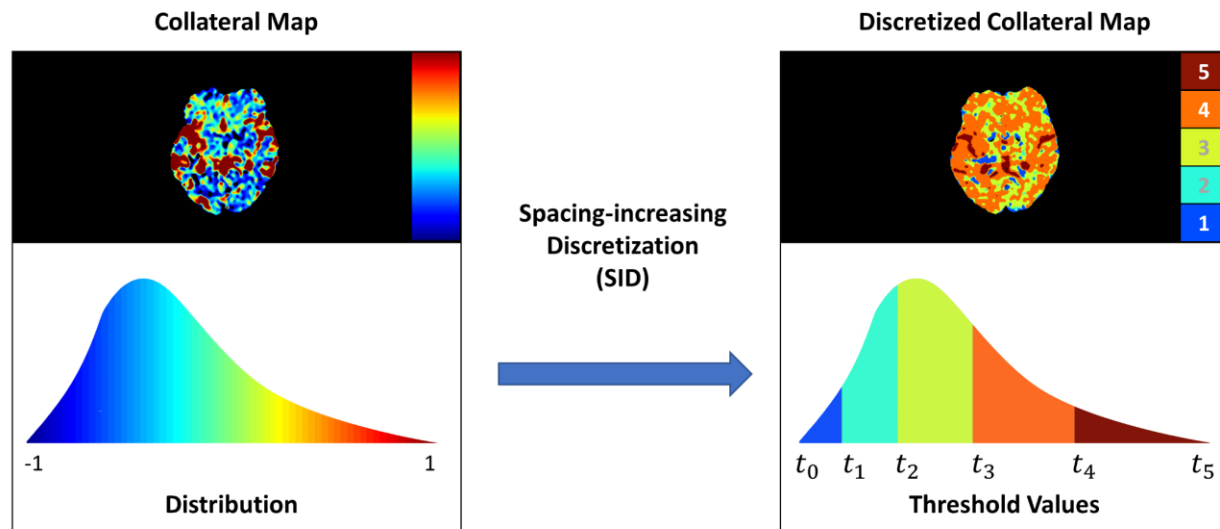 Collateral Map
Discretized Collateral Map
5
4
3
2
1
Spacing-increasing
Discretization
(SID)
-1
1
t₀
t₁
t₂
t₃
t₄
t₅
Distribution
Threshold Values